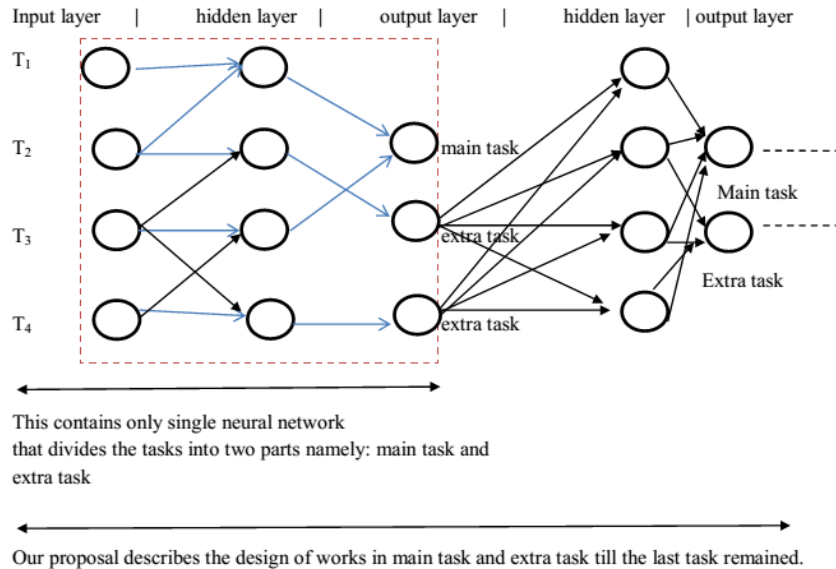 Input layer | hidden layer | output layer | hidden layer | output layer
T1
T2
main task
Main task
T3
extra task
Extra task
T4
extra task
This contains only single neural network
that divides the tasks into two parts namely: main task and
extra task
Our proposal describes the design of works in main task and extra task till the last task remained.